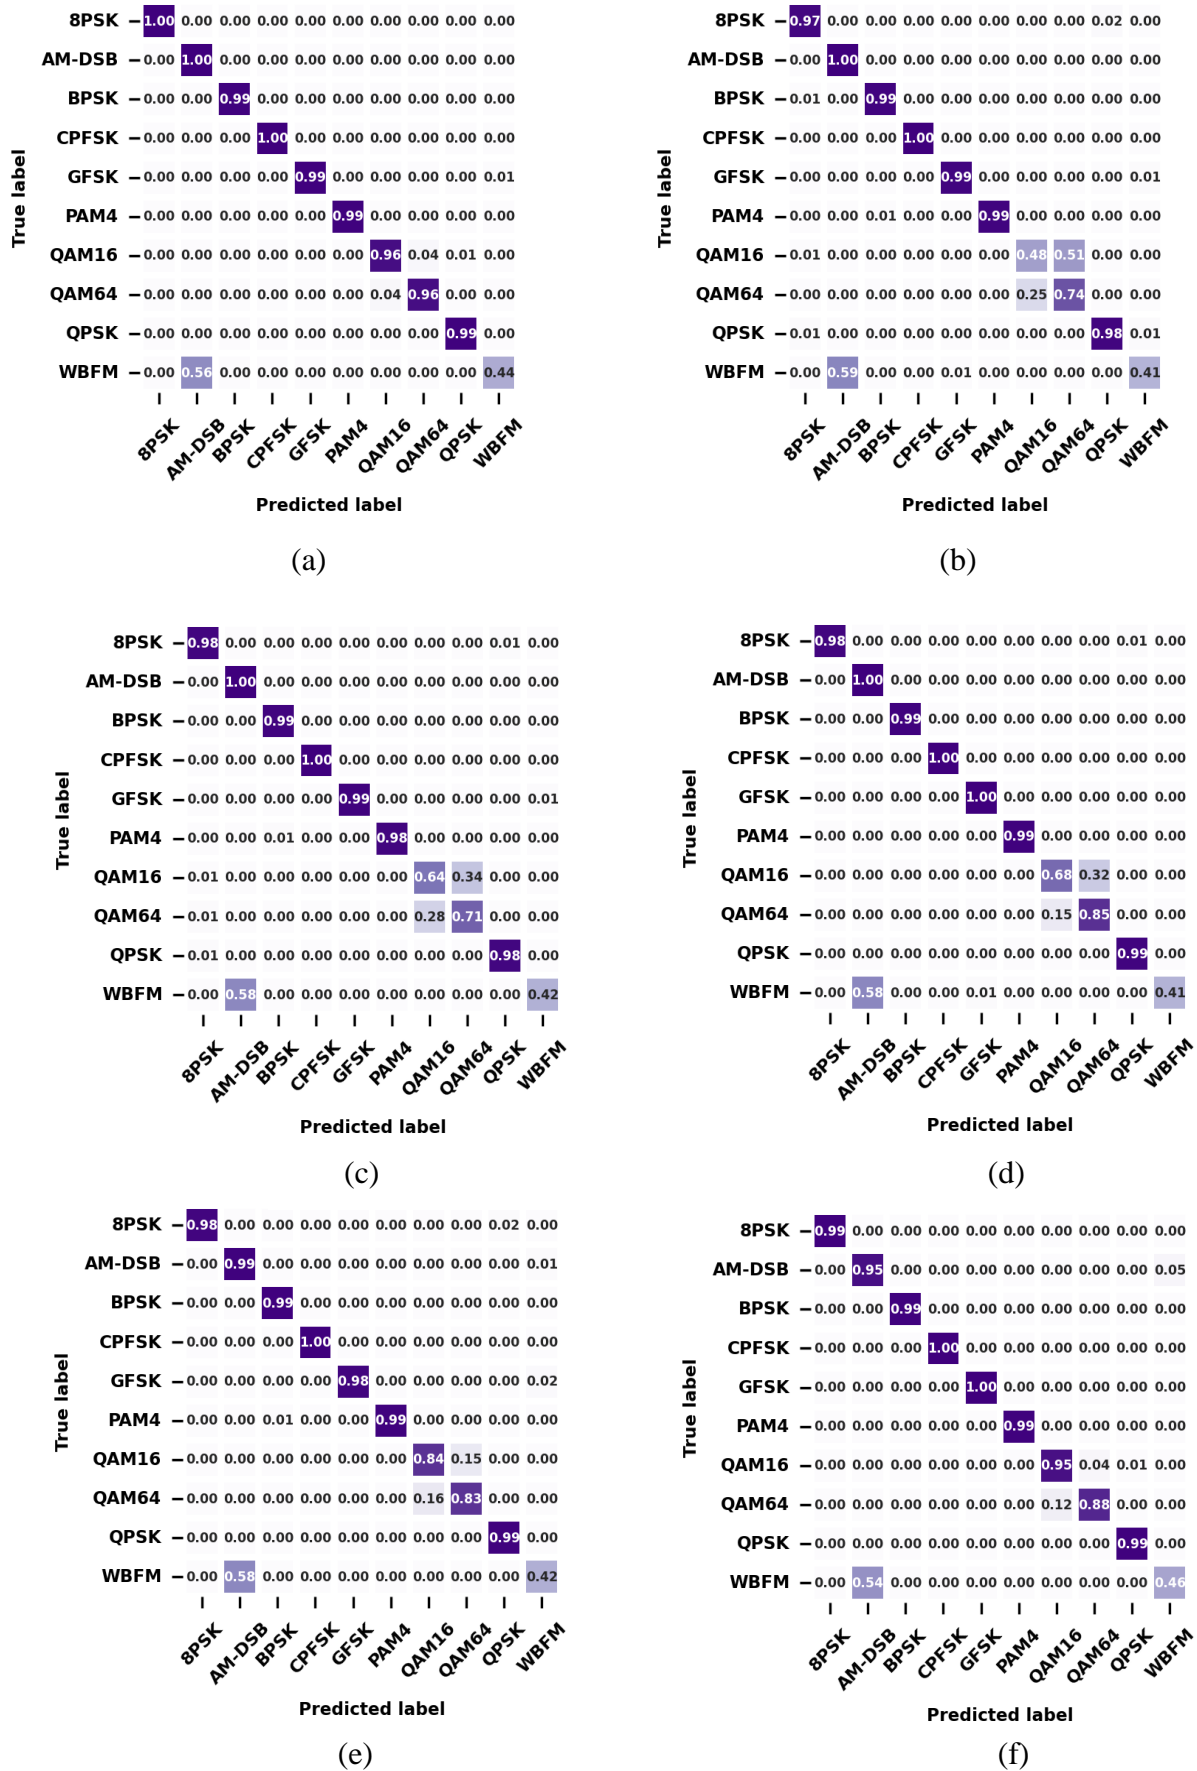 8PSK 1.00 0.00 0.00 0.00 0.00 0.00 0.00 0.00 0.00 0.00
AM-DSB 0.00 1.00 0.00 0.00 0.00 0.00 0.00 0.00 0.00 0.00
BPSK 0.00 0.00 0.99 0.00 0.00 0.00 0.00 0.00 0.00 0.00
CPFSK 0.00 0.00 0.00 1.00 0.00 0.00 0.00 0.00 0.00 0.00
GFSK 0.00 0.00 0.00 0.00 0.99 0.00 0.00 0.00 0.00 0.01
PAM4 0.00 0.00 0.00 0.00 0.00 0.99 0.00 0.00 0.00 0.00
QAM16 0.00 0.00 0.00 0.00 0.00 0.00 0.96 0.04 0.01 0.00
QAM64 0.00 0.00 0.00 0.00 0.00 0.00 0.04 0.96 0.00 0.00
QPSK 0.00 0.00 0.00 0.00 0.00 0.00 0.00 0.00 0.99 0.00
WBFM 0.00 0.56 0.00 0.00 0.00 0.00 0.00 0.00 0.00 0.44
True label
8PSK AM-DSB BPSK CPFSK GFSK PAM4 QAM16 QAM64 QPSK WBFM
Predicted label
(a)
8PSK 0.97 0.00 0.00 0.00 0.00 0.00 0.00 0.00 0.02 0.00
AM-DSB 0.00 1.00 0.00 0.00 0.00 0.00 0.00 0.00 0.00 0.00
BPSK 0.01 0.00 0.99 0.00 0.00 0.00 0.00 0.00 0.00 0.00
CPFSK 0.00 0.00 0.00 1.00 0.00 0.00 0.00 0.00 0.00 0.00
GFSK 0.00 0.00 0.00 0.00 0.99 0.00 0.00 0.00 0.00 0.01
PAM4 0.00 0.00 0.01 0.00 0.00 0.99 0.00 0.00 0.00 0.00
QAM16 0.01 0.00 0.00 0.00 0.00 0.00 0.48 0.51 0.00 0.00
QAM64 0.00 0.00 0.00 0.00 0.00 0.00 0.25 0.74 0.00 0.00
QPSK 0.01 0.00 0.00 0.00 0.00 0.00 0.00 0.00 0.98 0.01
WBFM 0.00 0.59 0.00 0.00 0.01 0.00 0.00 0.00 0.00 0.41
True label
8PSK AM-DSB BPSK CPFSK GFSK PAM4 QAM16 QAM64 QPSK WBFM
Predicted label
(b)
8PSK 0.98 0.00 0.00 0.00 0.00 0.00 0.00 0.00 0.01 0.00
AM-DSB 0.00 1.00 0.00 0.00 0.00 0.00 0.00 0.00 0.00 0.00
BPSK 0.00 0.00 0.99 0.00 0.00 0.00 0.00 0.00 0.00 0.00
CPFSK 0.00 0.00 0.00 1.00 0.00 0.00 0.00 0.00 0.00 0.00
GFSK 0.00 0.00 0.00 0.00 0.99 0.00 0.00 0.00 0.00 0.01
PAM4 0.00 0.00 0.01 0.00 0.00 0.98 0.00 0.00 0.00 0.00
QAM16 0.01 0.00 0.00 0.00 0.00 0.00 0.64 0.34 0.00 0.00
QAM64 0.01 0.00 0.00 0.00 0.00 0.00 0.28 0.71 0.00 0.00
QPSK 0.01 0.00 0.00 0.00 0.00 0.00 0.00 0.00 0.98 0.00
WBFM 0.00 0.58 0.00 0.00 0.00 0.00 0.00 0.00 0.00 0.42
True label
8PSK AM-DSB BPSK CPFSK GFSK PAM4 QAM16 QAM64 QPSK WBFM
Predicted label
(c)
8PSK 0.98 0.00 0.00 0.00 0.00 0.00 0.00 0.00 0.01 0.00
AM-DSB 0.00 1.00 0.00 0.00 0.00 0.00 0.00 0.00 0.00 0.00
BPSK 0.00 0.00 0.99 0.00 0.00 0.00 0.00 0.00 0.00 0.00
CPFSK 0.00 0.00 0.00 1.00 0.00 0.00 0.00 0.00 0.00 0.00
GFSK 0.00 0.00 0.00 0.00 1.00 0.00 0.00 0.00 0.00 0.00
PAM4 0.00 0.00 0.00 0.00 0.00 0.99 0.00 0.00 0.00 0.00
QAM16 0.00 0.00 0.00 0.00 0.00 0.00 0.68 0.32 0.00 0.00
QAM64 0.00 0.00 0.00 0.00 0.00 0.00 0.15 0.85 0.00 0.00
QPSK 0.00 0.00 0.00 0.00 0.00 0.00 0.00 0.00 0.99 0.00
WBFM 0.00 0.58 0.00 0.00 0.01 0.00 0.00 0.00 0.00 0.41
True label
8PSK AM-DSB BPSK CPFSK GFSK PAM4 QAM16 QAM64 QPSK WBFM
Predicted label
(d)
8PSK 0.98 0.00 0.00 0.00 0.00 0.00 0.00 0.00 0.02 0.00
AM-DSB 0.00 0.99 0.00 0.00 0.00 0.00 0.00 0.00 0.00 0.01
BPSK 0.00 0.00 0.99 0.00 0.00 0.00 0.00 0.00 0.00 0.00
CPFSK 0.00 0.00 0.00 1.00 0.00 0.00 0.00 0.00 0.00 0.00
GFSK 0.00 0.00 0.00 0.00 0.98 0.00 0.00 0.00 0.00 0.02
PAM4 0.00 0.00 0.01 0.00 0.00 0.99 0.00 0.00 0.00 0.00
QAM16 0.00 0.00 0.00 0.00 0.00 0.00 0.84 0.15 0.00 0.00
QAM64 0.00 0.00 0.00 0.00 0.00 0.00 0.16 0.83 0.00 0.00
QPSK 0.00 0.00 0.00 0.00 0.00 0.00 0.00 0.00 0.99 0.00
WBFM 0.00 0.58 0.00 0.00 0.00 0.00 0.00 0.00 0.00 0.42
True label
8PSK AM-DSB BPSK CPFSK GFSK PAM4 QAM16 QAM64 QPSK WBFM
Predicted label
(e)
8PSK 0.99 0.00 0.00 0.00 0.00 0.00 0.00 0.00 0.00 0.00
AM-DSB 0.00 0.95 0.00 0.00 0.00 0.00 0.00 0.00 0.00 0.05
BPSK 0.00 0.00 0.99 0.00 0.00 0.00 0.00 0.00 0.00 0.00
CPFSK 0.00 0.00 0.00 1.00 0.00 0.00 0.00 0.00 0.00 0.00
GFSK 0.00 0.00 0.00 0.00 1.00 0.00 0.00 0.00 0.00 0.00
PAM4 0.00 0.00 0.00 0.00 0.00 0.99 0.00 0.00 0.00 0.00
QAM16 0.00 0.00 0.00 0.00 0.00 0.00 0.95 0.04 0.01 0.00
QAM64 0.00 0.00 0.00 0.00 0.00 0.00 0.12 0.88 0.00 0.00
QPSK 0.00 0.00 0.00 0.00 0.00 0.00 0.00 0.00 0.99 0.00
WBFM 0.00 0.54 0.00 0.00 0.00 0.00 0.00 0.00 0.00 0.46
True label
8PSK AM-DSB BPSK CPFSK GFSK PAM4 QAM16 QAM64 QPSK WBFM
Predicted label
(f)